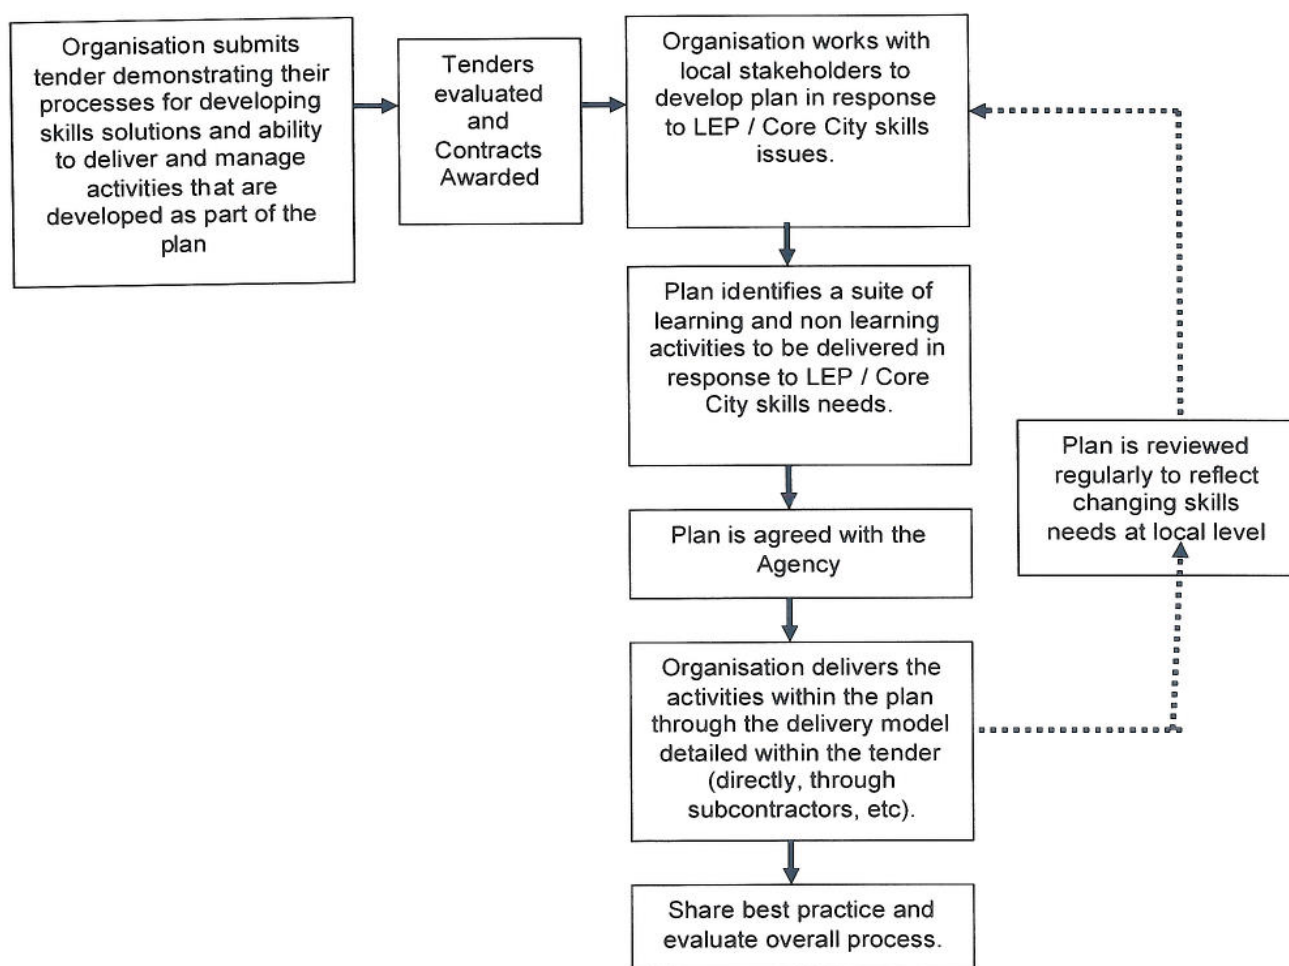 Organisation submits
tender demonstrating their
processes for developing
skills solutions and ability
to deliver and manage
activities that are
developed as part of the
plan
Tenders
evaluated
and
Contracts
Awarded
Organisation works with
local stakeholders to
develop plan in response
to LEP / Core City skills
issues.
Plan identifies a suite of
learning and non learning
activities to be delivered in
response to LEP / Core
City skills needs.
Plan is agreed with the
Agency
Organisation delivers the
activities within the plan
through the delivery model
detailed within the tender
(directly, through
subcontractors, etc).
Share best practice and
evaluate overall process.
Plan is reviewed
regularly to reflect
changing skills
needs at local level